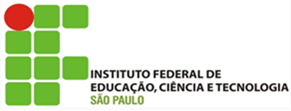 INSTITUTO FEDERAL DE
EDUCAÇÃO, CIÊNCIA E TECNOLOGIA
SÃO PAULO